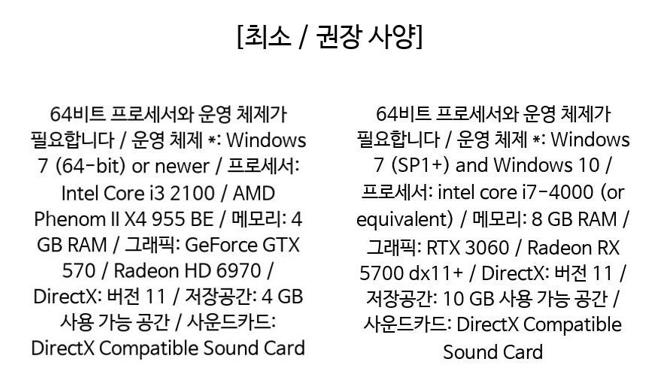 [최소 / 권장 사양]
64비트 프로세서와 운영 체제가
필요합니다 / 운영 체제 *: Windows
7 (64-bit) or newer / 프로세서:
Intel Core i3 2100 / AMD
Phenom II X4 955 BE / 메모리: 4
GB RAM / 그래픽: GeForce GTX
570 / Radeon HD 6970 /
DirectX: 버전 11 / 저장공간: 4 GB
사용 가능 공간 / 사운드카드:
DirectX Compatible Sound Card
64비트 프로세서와 운영 체제가
필요합니다 / 운영 체제 *: Windows
7 (SP1+) and Windows 10 /
프로세서: intel core i7-4000 (or
equivalent) / 메모리: 8 GB RAM /
그래픽: RTX 3060 / Radeon RX
5700 dx11+ / DirectX: 버전 11 /
저장공간: 10 GB 사용 가능 공간 /
사운드카드: DirectX Compatible
Sound Card